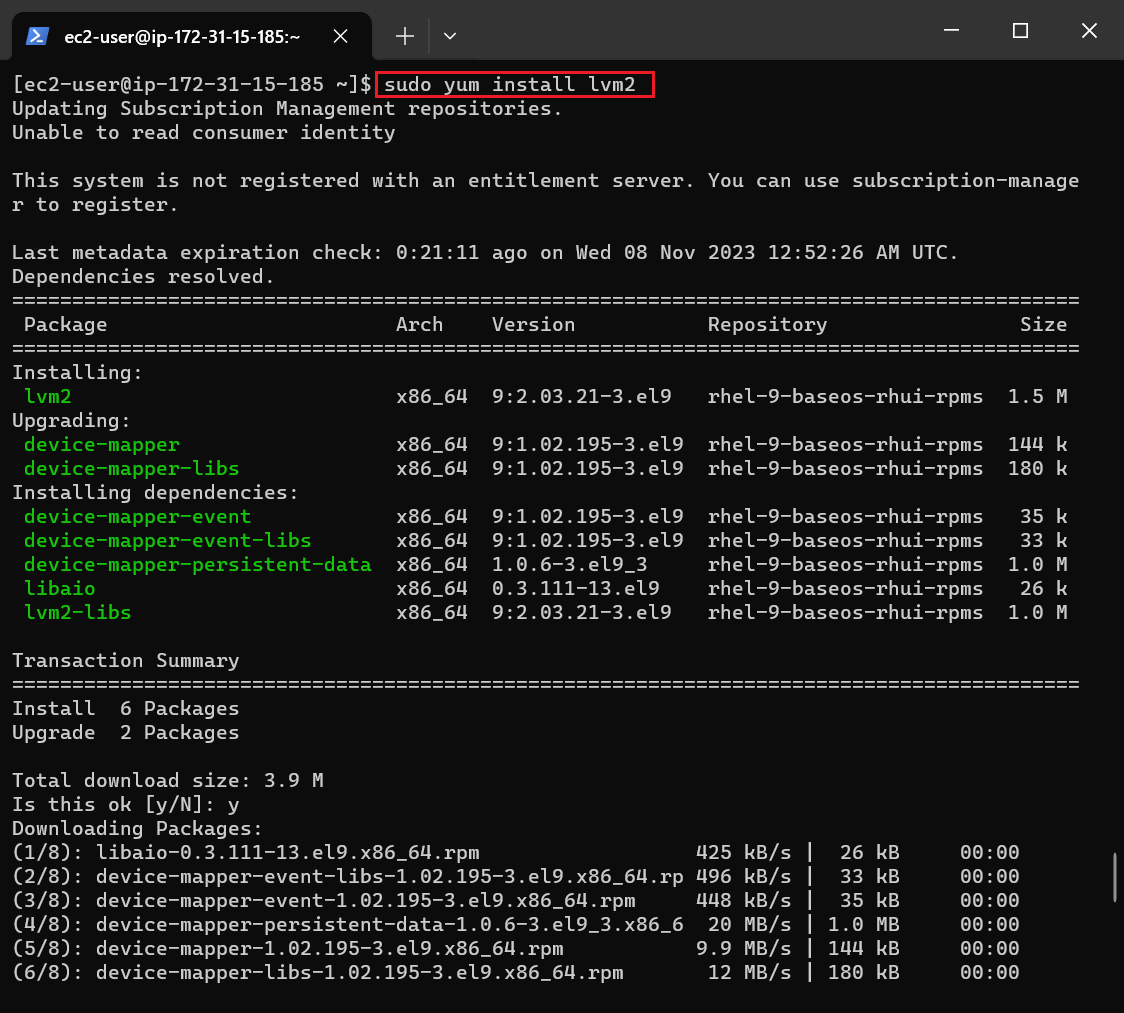 ec2-user@ip-172-31-15-185:~
[ec2-user@ip-172-31-15-185 ~]$ sudo yum install lvm2
Updating Subscription Management repositories.
Unable to read consumer identity
This system is not registered with an entitlement server. You can use subscription-manage
r to register.
Last metadata expiration check: 0:21:11 ago on Wed 08 Nov 2023 12:52:26 AM UTC.
Dependencies resolved.
=========================================================================================
Package Arch Version Repository Size
=========================================================================================
Installing:
lvm2 x86_64 9:2.03.21-3.el9 rhel-9-baseos-rhui-rpms 1.5 M
Upgrading:
device-mapper x86_64 9:1.02.195-3.el9 rhel-9-baseos-rhui-rpms 144 k
device-mapper-libs x86_64 9:1.02.195-3.el9 rhel-9-baseos-rhui-rpms 180 k
Installing dependencies:
device-mapper-event x86_64 9:1.02.195-3.el9 rhel-9-baseos-rhui-rpms 35 k
device-mapper-event-libs x86_64 9:1.02.195-3.el9 rhel-9-baseos-rhui-rpms 33 k
device-mapper-persistent-data x86_64 1.0.6-3.el9_3 rhel-9-baseos-rhui-rpms 1.0 M
libaio x86_64 0.3.111-13.el9 rhel-9-baseos-rhui-rpms 26 k
lvm2-libs x86_64 9:2.03.21-3.el9 rhel-9-baseos-rhui-rpms 1.0 M
Transaction Summary
=========================================================================================
Install 6 Packages
Upgrade 2 Packages
Total download size: 3.9 M
Is this ok [y/N]: y
Downloading Packages:
(1/8): libaio-0.3.111-13.el9.x86_64.rpm 425 kB/s | 26 kB 00:00
(2/8): device-mapper-event-libs-1.02.195-3.el9.x86_64.rp 496 kB/s | 33 kB 00:00
(3/8): device-mapper-event-1.02.195-3.el9.x86_64.rpm 448 kB/s | 35 kB 00:00
(4/8): device-mapper-persistent-data-1.0.6-3.el9_3.x86_6 20 MB/s | 1.0 MB 00:00
(5/8): device-mapper-1.02.195-3.el9.x86_64.rpm 9.9 MB/s | 144 kB 00:00
(6/8): device-mapper-libs-1.02.195-3.el9.x86_64.rpm 12 MB/s | 180 kB 00:00